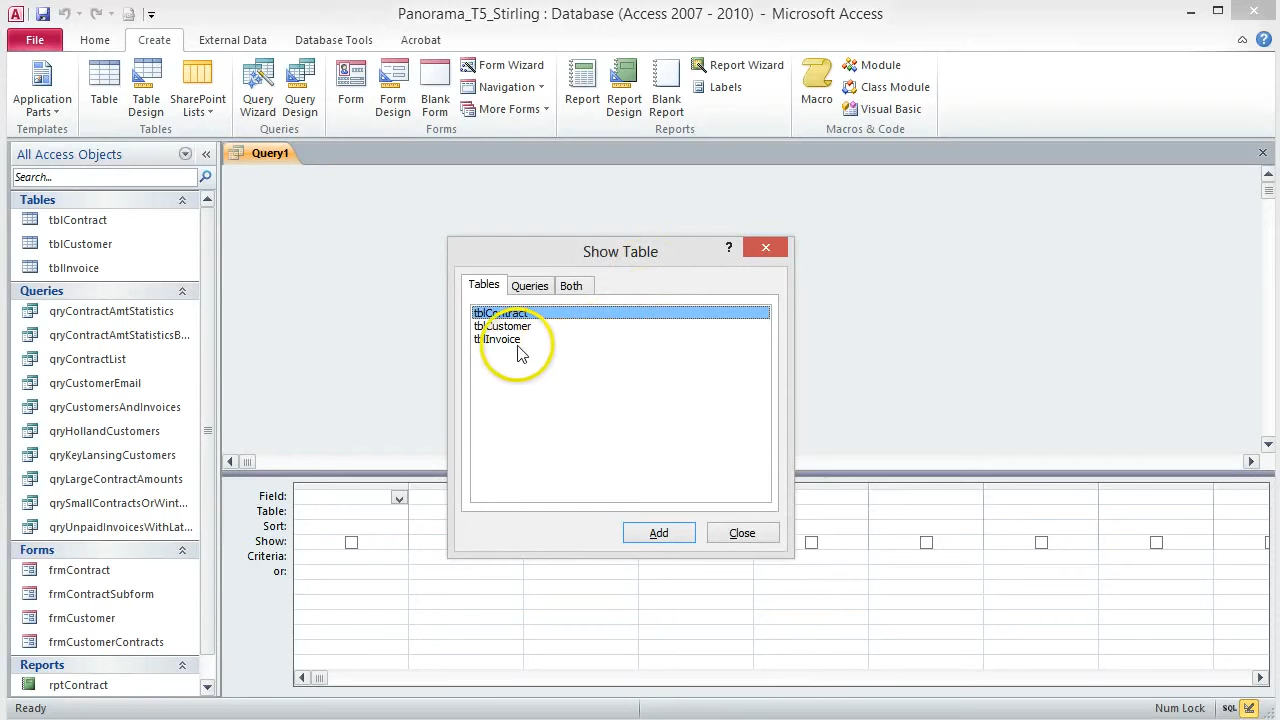 Panorama_T5_Stirling : Database (Access 2007 - 2010) - Microsoft Access
File Home Create External Data Database Tools Acrobat
Application Parts
Table
Table Design
SharePoint Lists
Query Wizard
Query Design
Form
Form Design
Blank Form
Form Wizard
Navigation
More Forms
Report
Report Design
Blank Report
Report Wizard
Labels
Macro
Module
Class Module
Visual Basic
Templates Tables Queries Forms Reports Macros & Code
All Access Objects
Search...
Tables
tblContract
tblCustomer
tblInvoice
Queries
qryContractAmtStatistics
qryContractAmtStatisticsB...
qryContractList
qryCustomerEmail
qryCustomersAndInvoices
qryHollandCustomers
qryKeyLansingCustomers
qryLargeContractAmounts
qrySmallContractsOrWint...
qryUnpaidInvoicesWithLat...
Forms
frmContract
frmContractSubform
frmCustomer
frmCustomerContracts
Reports
rptContract
Query1
Show Table
?
Tables Queries Both
tblContract
tblCustomer
tblInvoice
Add Close
Field:
Table:
Sort:
Show:
Criteria:
or:
Ready Num Lock SQL